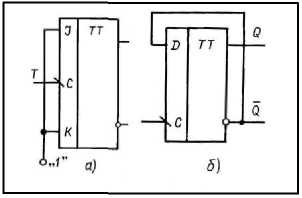 J TT
T C
K
„1"
а)
D TT Q
C Q̅
б)